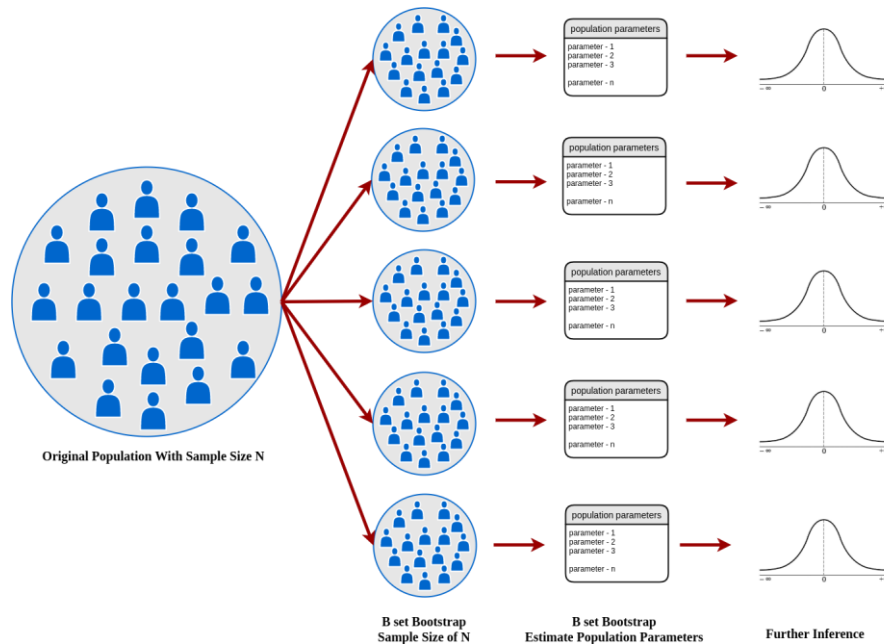 population parameters
parameter - 1
parameter - 2
parameter - 3
parameter - n
- ∞
0
population parameters
parameter - 1
parameter - 2
parameter - 3
parameter - n
- ∞
0
population parameters
parameter - 1
parameter - 2
parameter - 3
parameter - n
- ∞
0
population parameters
parameter - 1
parameter - 2
parameter - 3
parameter - n
- ∞
0
population parameters
parameter - 1
parameter - 2
parameter - 3
parameter - n
- ∞
0
Original Population With Sample Size N
B set Bootstrap
Sample Size of N
B set Bootstrap
Estimate Population Parameters
Further Inference